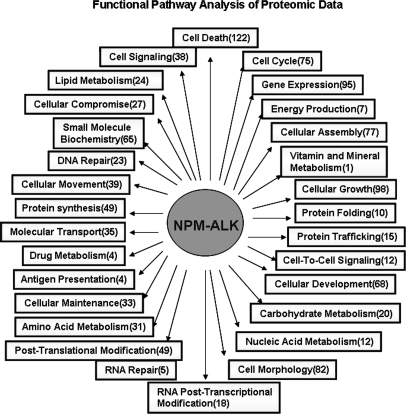 Functional Pathway Analysis of Proteomic Data
Cell Death(122)
Cell Signaling(38)
Cell Cycle(75)
Lipid Metabolism(24)
Gene Expression(95)
Cellular Compromise(27)
Energy Production(7)
Small Molecule
Biochemistry(65)
Cellular Assembly(77)
DNA Repair(23)
Vitamin and Mineral
Metabolism(1)
Cellular Movement(39)
Cellular Growth(98)
Protein synthesis(49)
Protein Folding(10)
NPM-ALK
Molecular Transport(35)
Protein Trafficking(15)
Drug Metabolism(4)
Cell-To-Cell Signaling(12)
Antigen Presentation(4)
Cellular Development(68)
Cellular Maintenance(33)
Carbohydrate Metabolism(20)
Amino Acid Metabolism(31)
Nucleic Acid Metabolism(12)
Post-Translational Modification(49)
RNA Repair(5)
Cell Morphology(82)
RNA Post-Transcriptional
Modification(18)